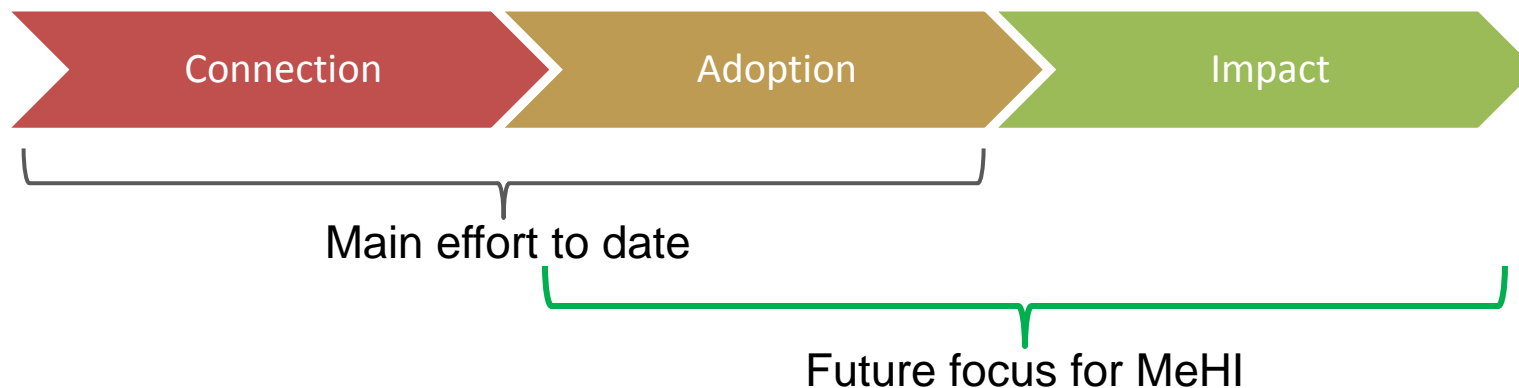 Connection
Adoption
Impact
Main effort to date
Future focus for MeHI